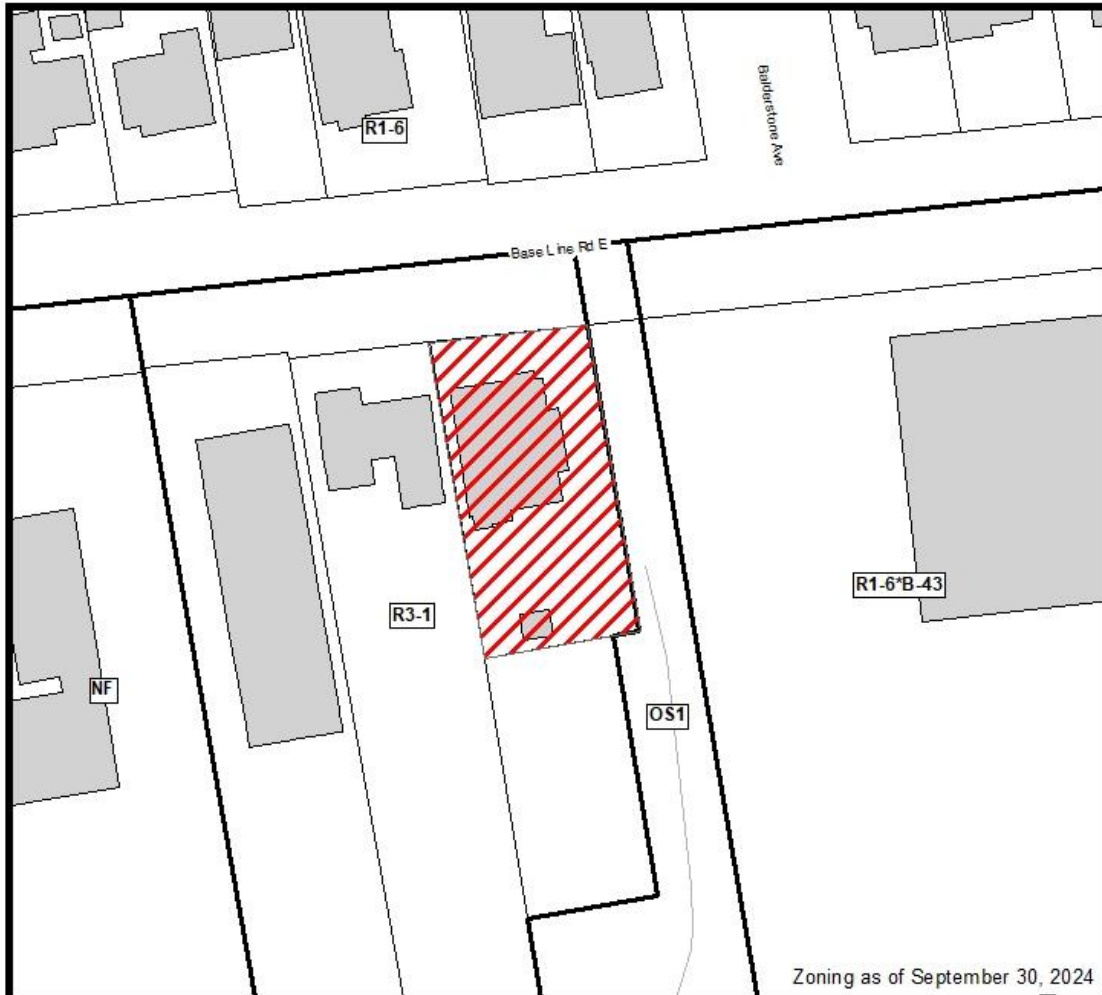 Balderstone Ave
R1-6
Base Line Rd E
R1-6*B-43
R3-1
NF
OS1
Zoning as of September 30, 2024